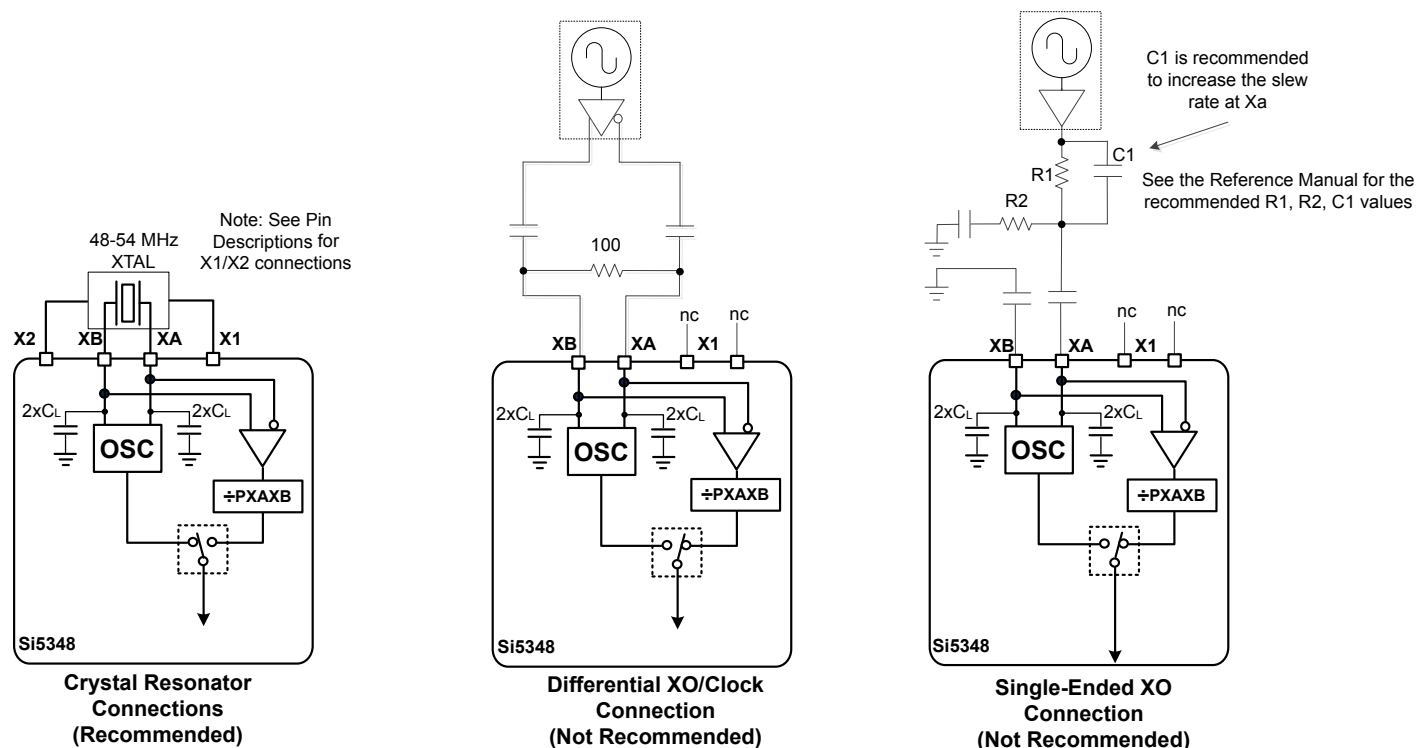 48-54 MHz
XTAL
Note: See Pin
Descriptions for
X1/X2 connections
X2
XB
XA
X1
2xCL
2xCL
OSC
÷PXAXB
Si5348
Crystal Resonator
Connections
(Recommended)
100
nc
nc
XB
XA
X1
2xCL
2xCL
OSC
÷PXAXB
Si5348
Differential XO/Clock
Connection
(Not Recommended)
C1 is recommended
to increase the slew
rate at Xa
C1
R1
See the Reference Manual for the
recommended R1, R2, C1 values
R2
nc
nc
XB
XA
X1
2xCL
2xCL
OSC
÷PXAXB
Si5348
Single-Ended XO
Connection
(Not Recommended)